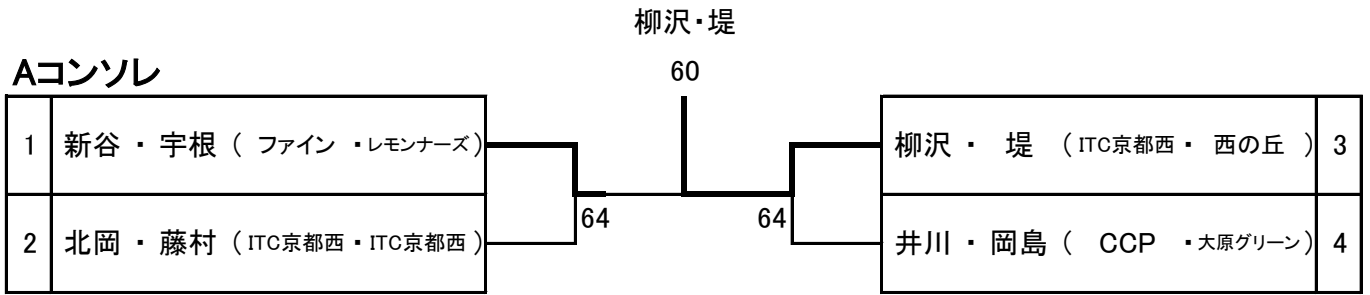 柳沢・堤
60
Aコンソレ
1 新谷 ・ 宇根 ( ファイン ・レモンナーズ)
2 北岡 ・ 藤村 ( ITC京都西 ・ ITC京都西 )
64
64
柳沢 ・ 堤 ( ITC京都西 ・ 西の丘 ) 3
井川 ・ 岡島 ( CCP ・大原グリーン) 4